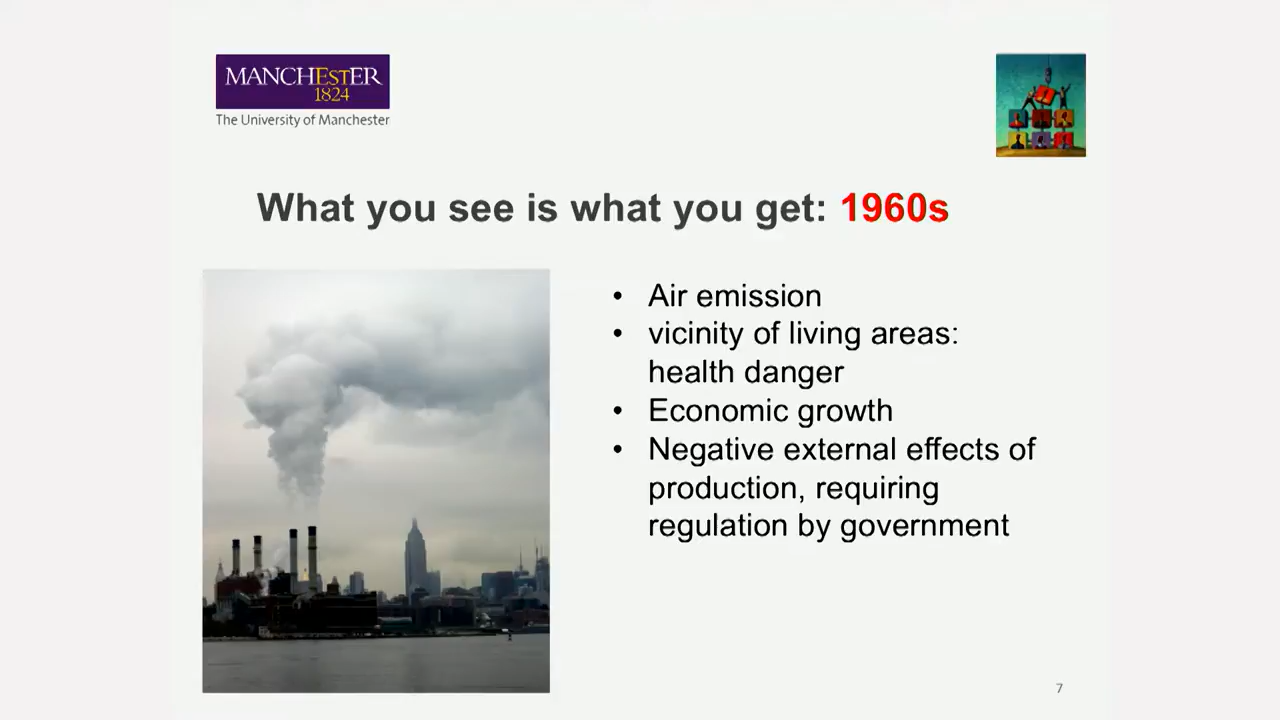 MANCHESTER
1824
The University of Manchester
What you see is what you get: 1960s
• Air emission
• vicinity of living areas:
health danger
• Economic growth
• Negative external effects of
production, requiring
regulation by government
7